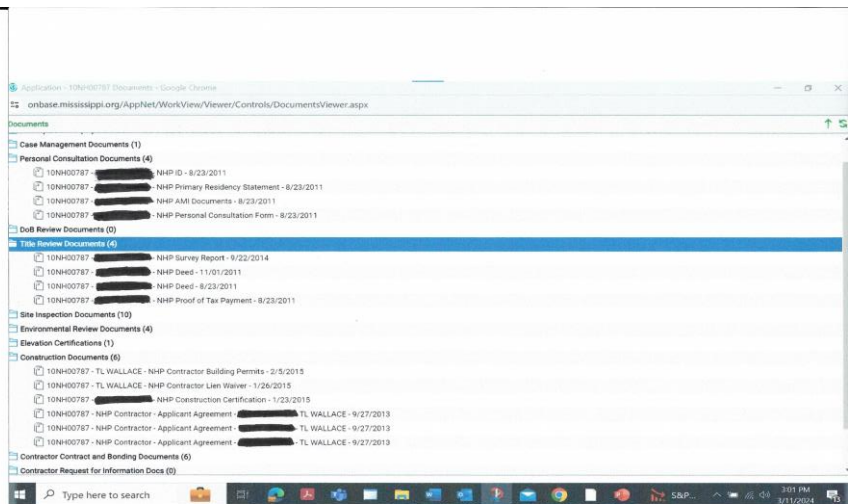 Application - 10NH00787 Documents - Google Chrome
onbase.mississippi.org/AppNet/WorkView/Viewer/Controls/DocumentsViewer.aspx
Documents
Case Management Documents (1)
Personal Consultation Documents (4)
10NH00787 - - NHP ID - 8/23/2011
10NH00787 - - NHP Primary Residency Statement - 8/23/2011
10NH00787 - - NHP AMI Documents - 8/23/2011
10NH00787 - - NHP Personal Consultation Form - 8/23/2011
DoB Review Documents (0)
Title Review Documents (4)
10NH00787 - - NHP Survey Report - 9/22/2014
10NH00787 - - NHP Deed - 11/01/2011
10NH00787 - - NHP Deed - 8/23/2011
10NH00787 - - NHP Proof of Tax Payment - 8/23/2011
Site Inspection Documents (10)
Environmental Review Documents (4)
Elevation Certifications (1)
Construction Documents (6)
10NH00787 - TL WALLACE - NHP Contractor Building Permits - 2/5/2015
10NH00787 - TL WALLACE - NHP Contractor Lien Waiver - 1/26/2015
10NH00787 - - NHP Construction Certification - 1/23/2015
10NH00787 - NHP Contractor - Applicant Agreement - - TL WALLACE - 9/27/2013
10NH00787 - NHP Contractor - Applicant Agreement - - TL WALLACE - 9/27/2013
10NH00787 - NHP Contractor - Applicant Agreement - - TL WALLACE - 9/27/2013
Contractor Contract and Bonding Documents (6)
Contractor Request for Information Docs (0)
Type here to search
S&P...
3:01 PM
3/11/2024